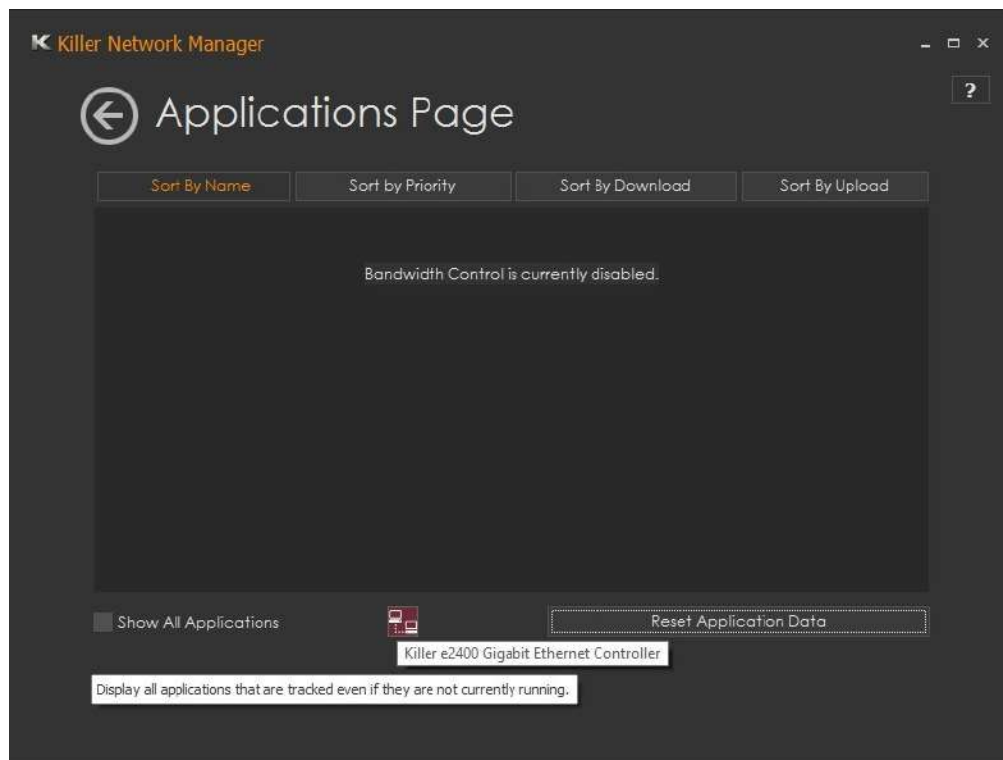 Killer Network Manager
?
Applications Page
Sort By Name Sort by Priority Sort By Download Sort By Upload
Bandwidth Control is currently disabled.
Show All Applications Reset Application Data
Killer e2400 Gigabit Ethernet Controller
Display all applications that are tracked even if they are not currently running.